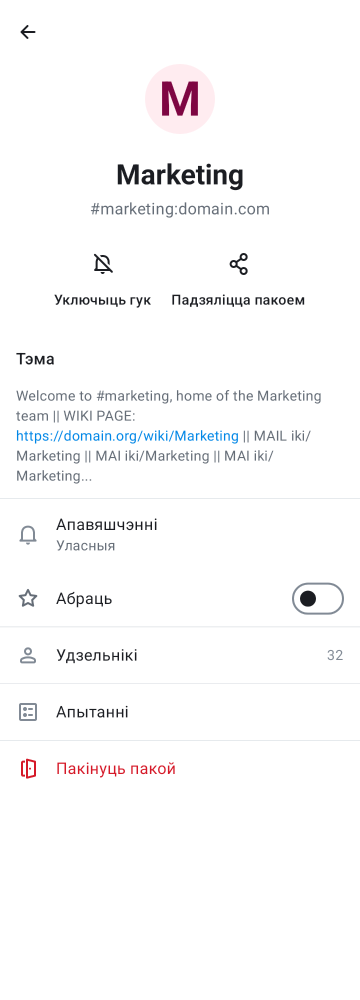 M
Marketing
#marketing:domain.com
Уключыць гук
Падзяліцца пакоем
Тэма
Welcome to #marketing, home of the Marketing
team || WIKI PAGE:
https://domain.org/wiki/Marketing || MAIL iki/
Marketing || MAI iki/Marketing || MAI iki/
Marketing...
Апавяшчэнні
Уласныя
Абраць
Удзельнікі 32
Апытанні
Пакінуць пакой